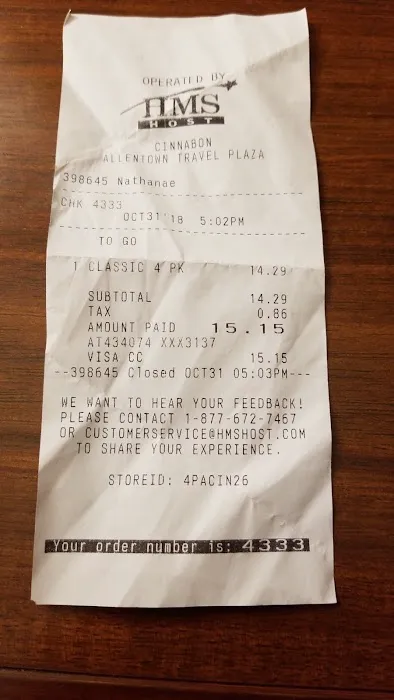 OPERATED BY
HMS
HOST
CINNABON
ALLENTOWN TRAVEL PLAZA
398645 Nathanae
CHK 4333
OCT31'18 5:02PM
TO GO
1 CLASSIC 4 PK 14.29
SUBTOTAL 14.29
TAX 0.86
AMOUNT PAID 15.15
AT434074 XXX3137
VISA CC 15.15
--398645 Closed OCT31 05:03PM---
WE WANT TO HEAR YOUR FEEDBACK!
PLEASE CONTACT 1-877-672-7467
OR CUSTOMERSERVICE@HMSHOST.COM
TO SHARE YOUR EXPERIENCE.
STOREID: 4PACIN26
Your order number is: 4333